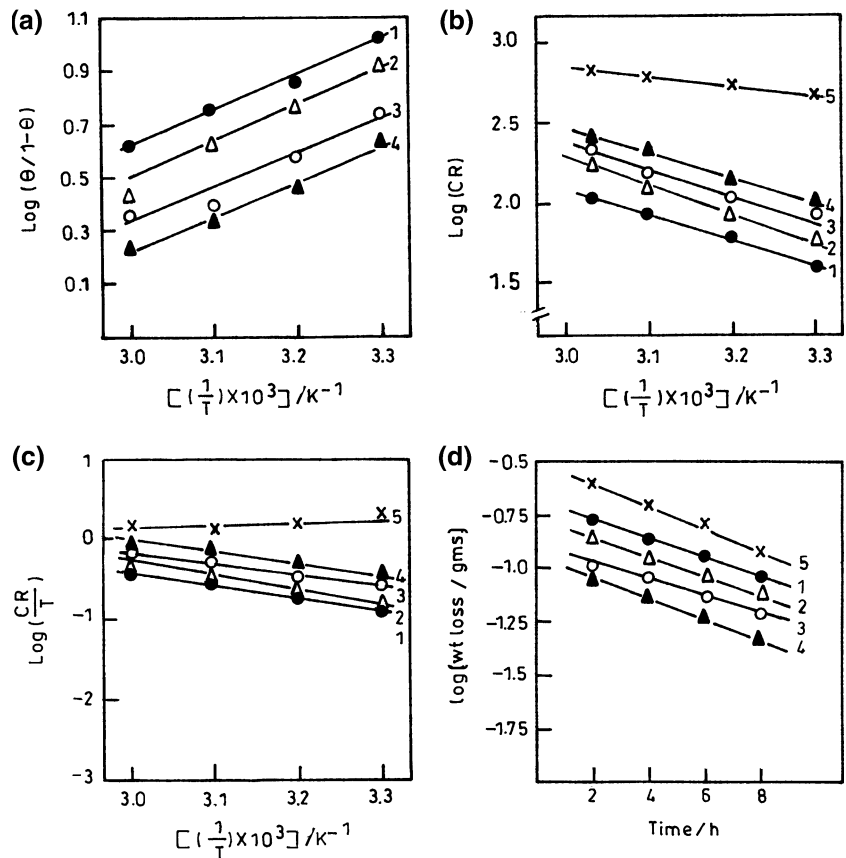 (a)
Log (θ/1-θ)
1.1
0.9
0.7
0.5
0.3
0.1
1
2
3
4
3.0 3.1 3.2 3.3
[(1/T)X10³]/K⁻¹
(b)
Log (CR)
3.0
2.5
2.0
1.5
5
4
3
2
1
3.0 3.1 3.2 3.3
[(1/T)X10³]/K⁻¹
(c)
Log (CR/T)
1
0
-1
-2
-3
5
4
3
2
1
3.0 3.1 3.2 3.3
[(1/T)X10³]/K⁻¹
(d)
log(wt loss / gms)
-0.5
-0.75
-1.0
-1.25
-1.5
-1.75
5
1
2
3
4
2 4 6 8
Time/h